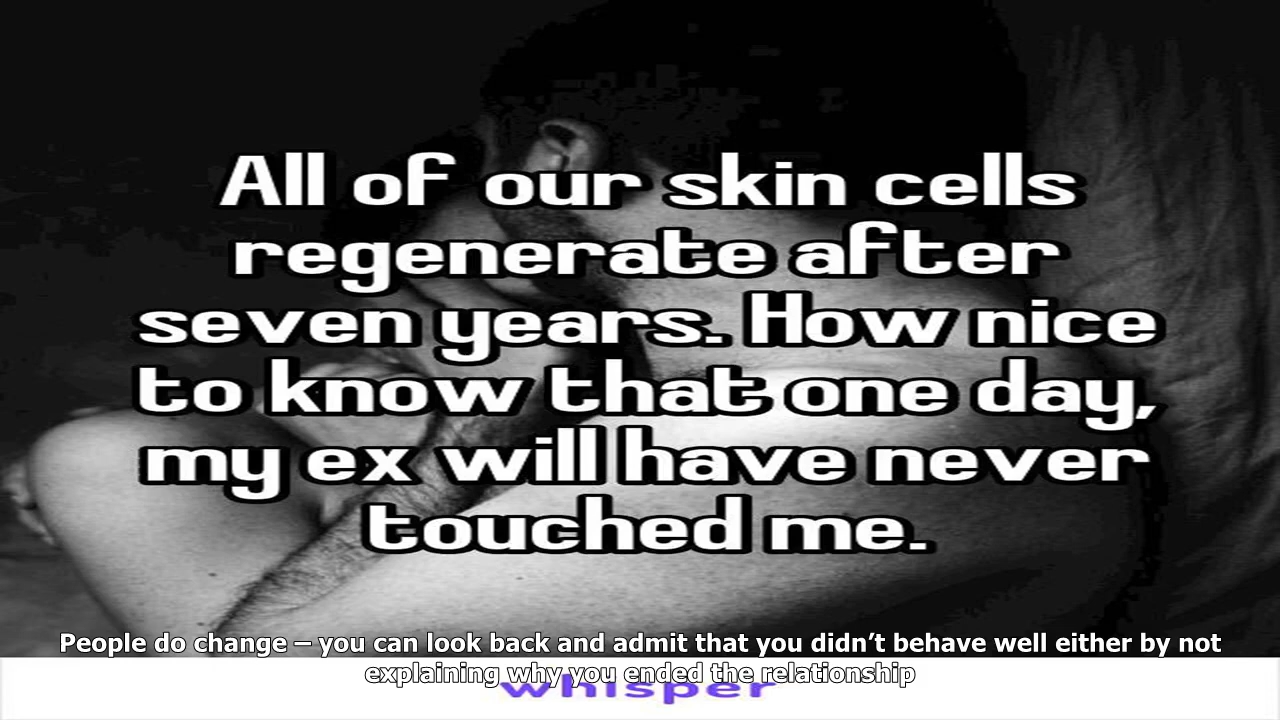 All of our skin cells
regenerate after
seven years. How nice
to know that one day,
my ex will have never
touched me.
People do change – you can look back and admit that you didn’t behave well either by not
explaining why you ended the relationship
whisper